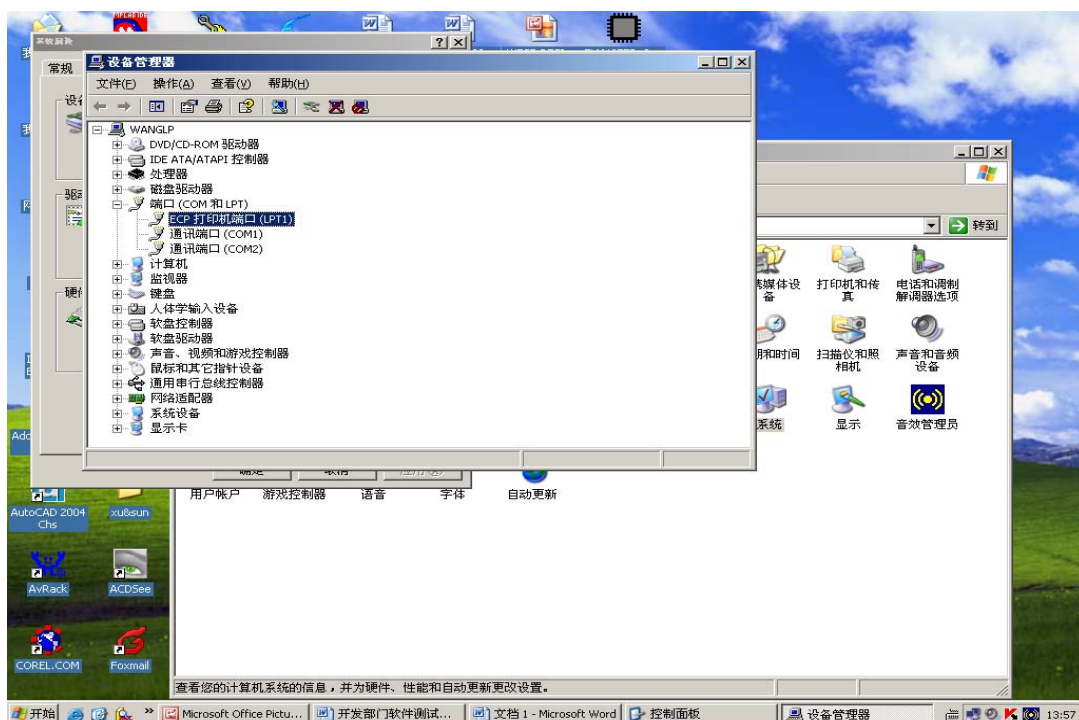 系统属性
常规
设备管理器
文件(F) 操作(A) 查看(V) 帮助(H)
WANGLP
DVD/CD-ROM 驱动器
IDE ATA/ATAPI 控制器
处理器
磁盘驱动器
端口 (COM 和 LPT)
ECP 打印机端口 (LPT1)
通讯端口 (COM1)
通讯端口 (COM2)
计算机
监视器
键盘
人体学输入设备
软盘控制器
软盘驱动器
声音、视频和游戏控制器
鼠标和其它指针设备
通用串行总线控制器
网络适配器
系统设备
显示卡
转到
打印机和传真
电话和调制解调器选项
扫描仪和照相机
声音和音频设备
系统
显示
音效管理员
用户帐户
游戏控制器
语音
字体
自动更新
AutoCAD 2004 Chs
xu&sun
AvRack
ACDSee
COREL.COM
Foxmail
查看您的计算机系统的信息，并为硬件、性能和自动更新更改设置。
开始
Microsoft Office Pictu...
开发部门软件测试...
文档 1 - Microsoft Word
控制面板
设备管理器
13:57